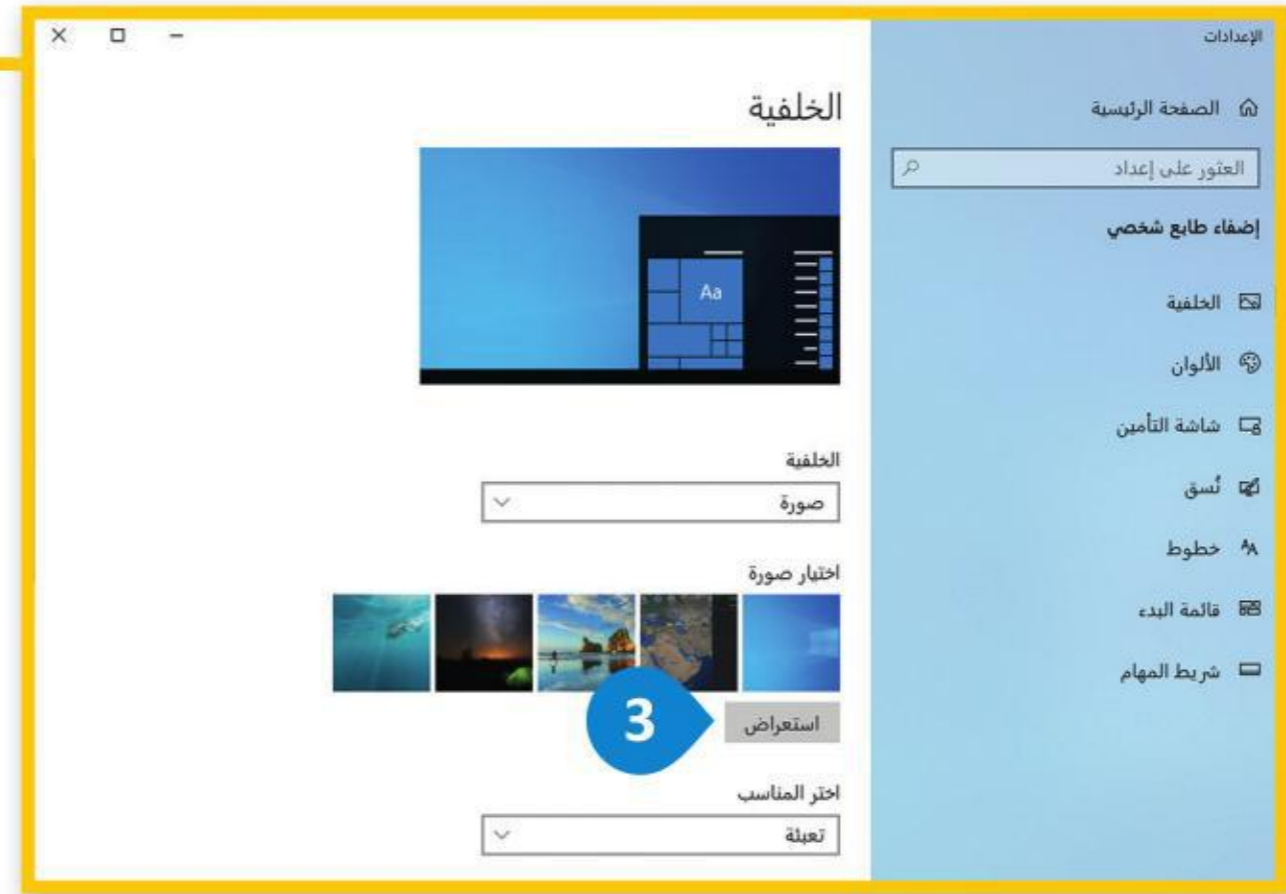 الإعدادات
الصفحة الرئيسية
العثور على إعداد
إضفاء طابع شخصي
الخلفية
الألوان
شاشة التأمين
نُسق
خطوط
قائمة البدء
شريط المهام
الخلفية
Aa
الخلفية
صورة
اختيار صورة
استعراض
3
اختر المناسب
تعبئة